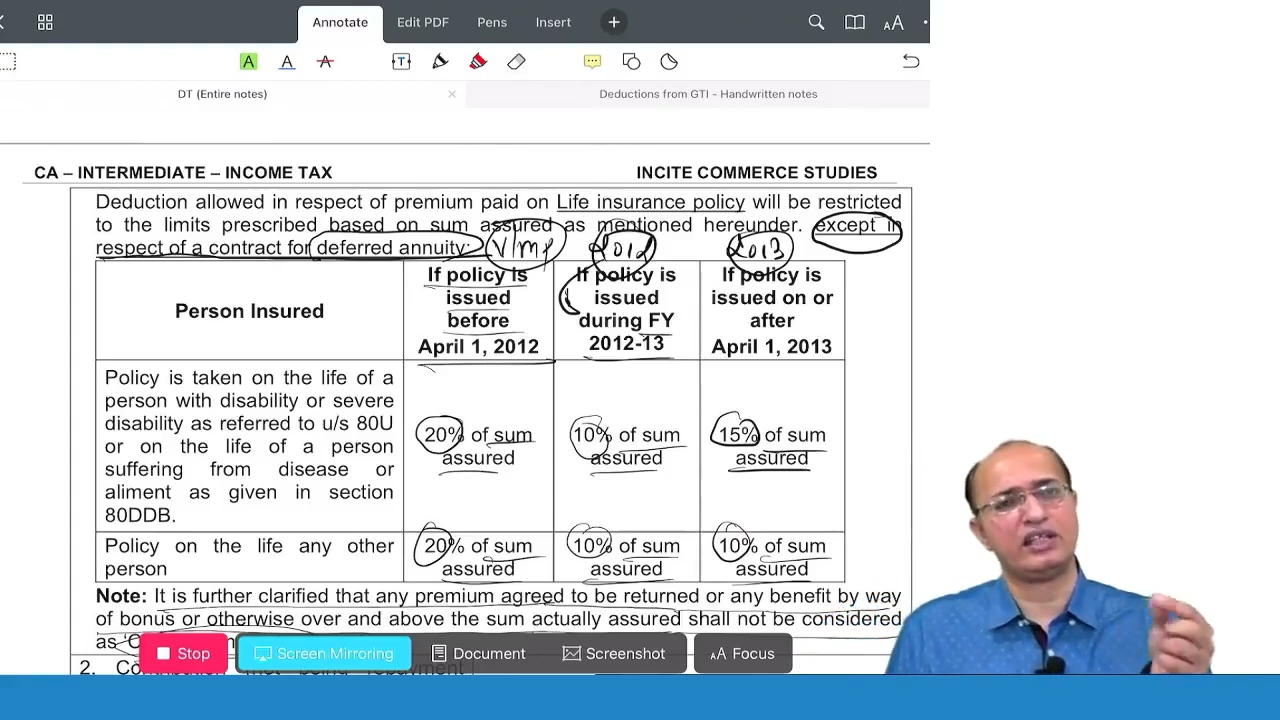 Annotate Edit PDF Pens Insert +
AA
A A A T
DT (Entire notes) × Deductions from GTI - Handwritten notes
CA – INTERMEDIATE – INCOME TAX INCITE COMMERCE STUDIES
Deduction allowed in respect of premium paid on Life insurance policy will be restricted
to the limits prescribed based on sum assured as mentioned hereunder. except in
respect of a contract for deferred annuity: V/mp 2012 2013
Person Insured
If policy is
issued
before
April 1, 2012
If policy is
issued
during FY
2012-13
If policy is
issued on or
after
April 1, 2013
Policy is taken on the life of a
person with disability or severe
disability as referred to u/s 80U
or on the life of a person
suffering from disease or
aliment as given in section
80DDB.
20% of sum
assured
10% of sum
assured
15% of sum
assured
Policy on the life any other
person
20% of sum
assured
10% of sum
assured
10% of sum
assured
Note: It is further clarified that any premium agreed to be returned or any benefit by way
of bonus or otherwise over and above the sum actually assured shall not be considered
as
Stop Screen Mirroring Document Screenshot AA Focus
2.